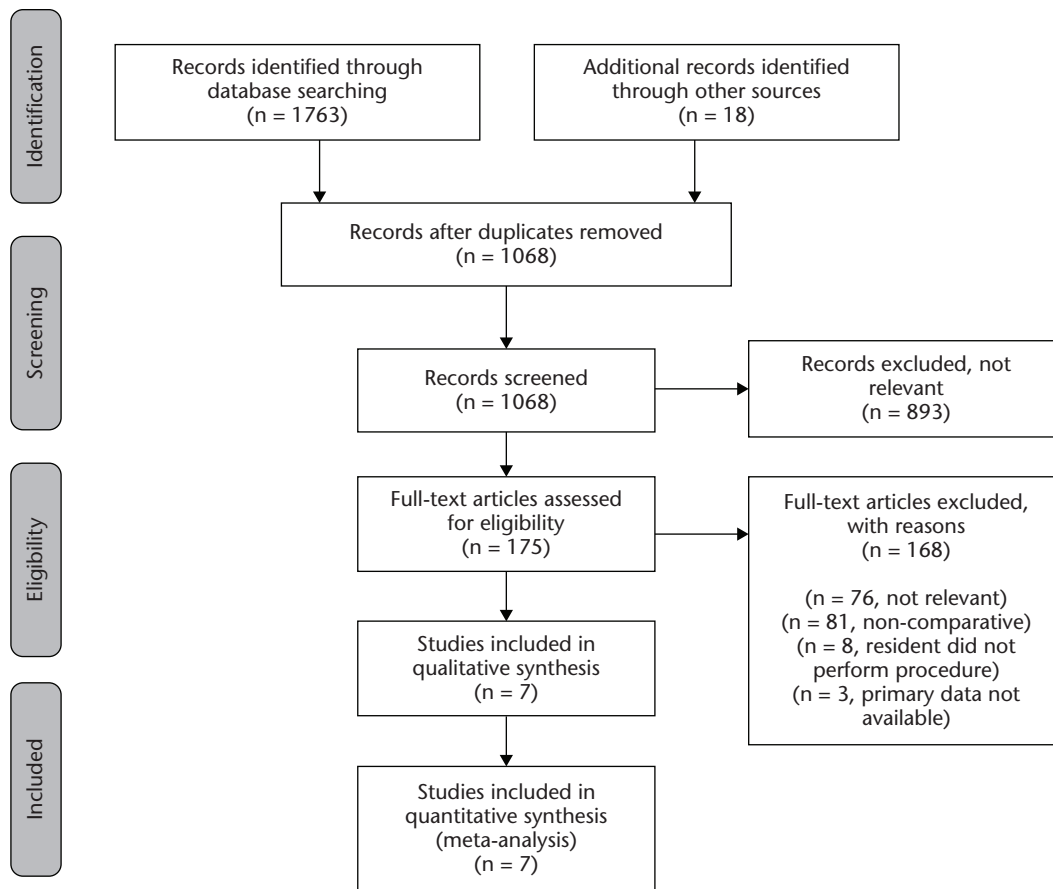 Identification
Records identified through
database searching
(n = 1763)
Additional records identified
through other sources
(n = 18)
Records after duplicates removed
(n = 1068)
Screening
Records screened
(n = 1068)
Records excluded, not
relevant
(n = 893)
Eligibility
Full-text articles assessed
for eligibility
(n = 175)
Full-text articles excluded,
with reasons
(n = 168)
(n = 76, not relevant)
(n = 81, non-comparative)
(n = 8, resident did not
perform procedure)
(n = 3, primary data not
available)
Studies included in
qualitative synthesis
(n = 7)
Included
Studies included in
quantitative synthesis
(meta-analysis)
(n = 7)